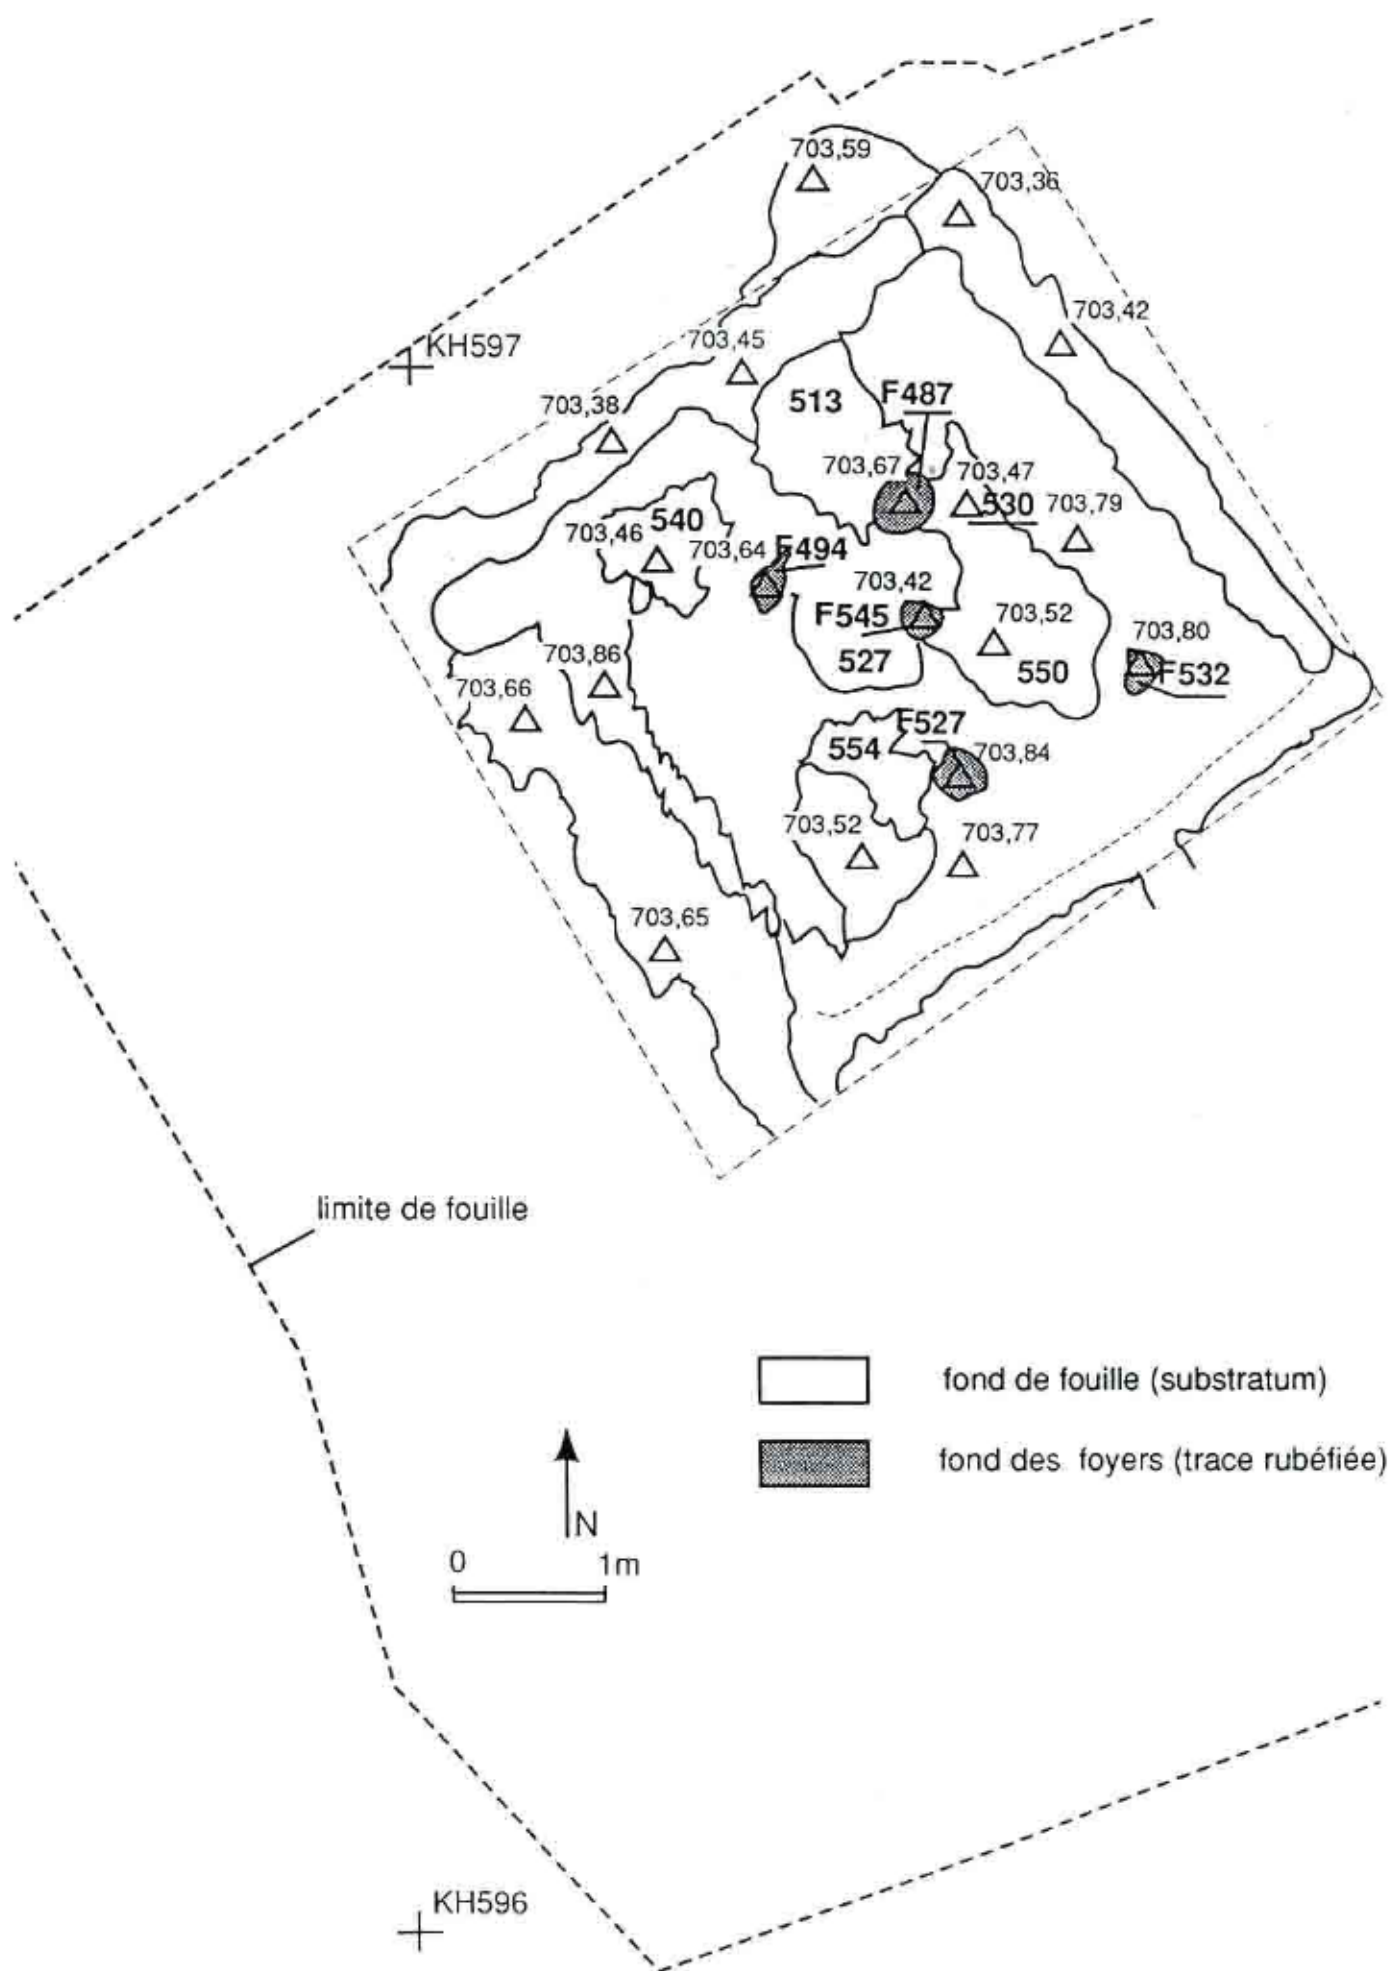 703,59
703,36
703,42
KH597
703,45
703,38
513
F487
703,67
703,47
530
703,79
540
703,46
703,64
F494
703,42
F545
703,52
527
550
703,80
F532
703,86
703,66
F527
554
703,84
703,52
703,77
703,65
limite de fouille
fond de fouille (substratum)
fond des foyers (trace rubéfiée)
N
0 1m
KH596